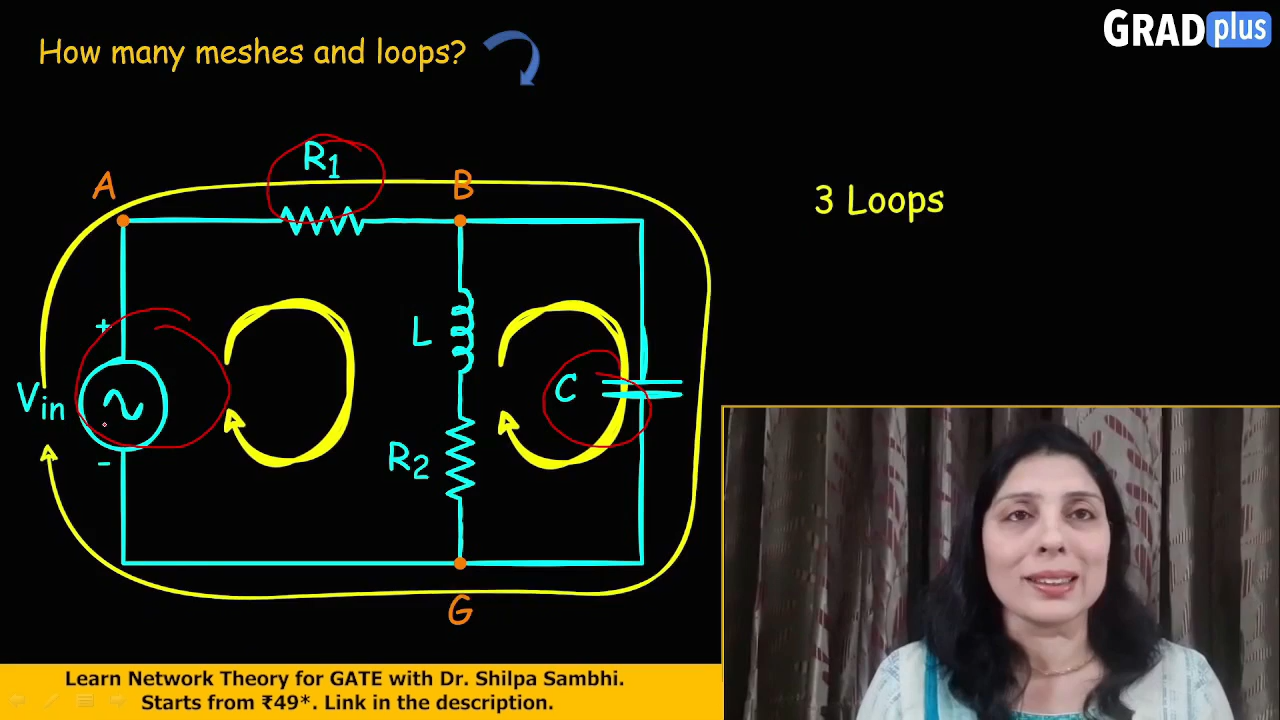 How many meshes and loops?
GRADplus
R1
A
B
3 Loops
+
L
Vin
C
-
R2
G
Learn Network Theory for GATE with Dr. Shilpa Sambhi.
Starts from ₹49*. Link in the description.